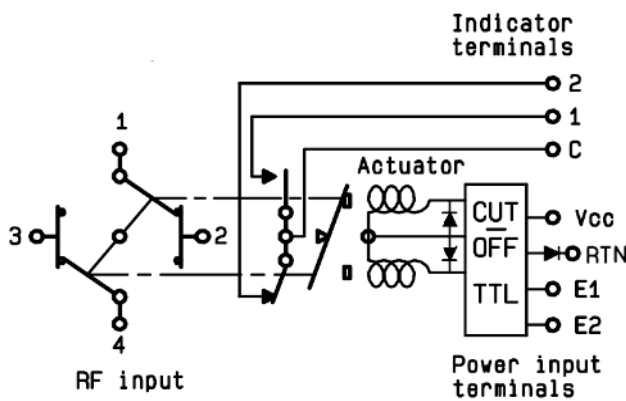 Indicator
terminals
2
1
C
1
Actuator
3
2
4
CUT
OFF
TTL
Vcc
RTN
E1
E2
RF input
Power input
terminals